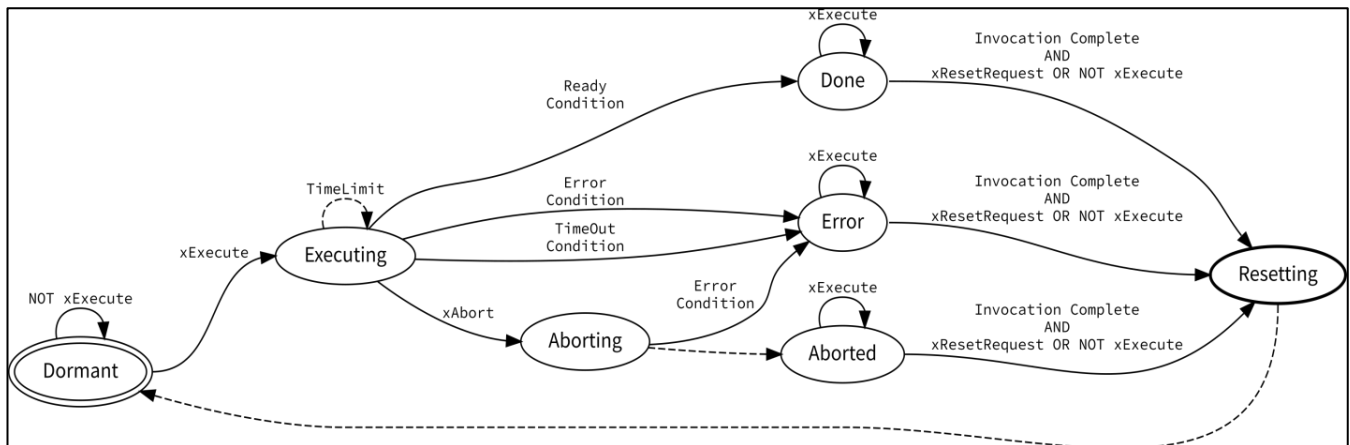 xExecute
Done
Invocation Complete
AND
xResetRequest OR NOT xExecute
Ready
Condition
xExecute
Error
Invocation Complete
AND
xResetRequest OR NOT xExecute
TimeLimit
Executing
Error
Condition
TimeOut
Condition
xExecute
Resetting
NOT xExecute
Dormant
xAbort
Aborting
Error
Condition
xExecute
Aborted
Invocation Complete
AND
xResetRequest OR NOT xExecute